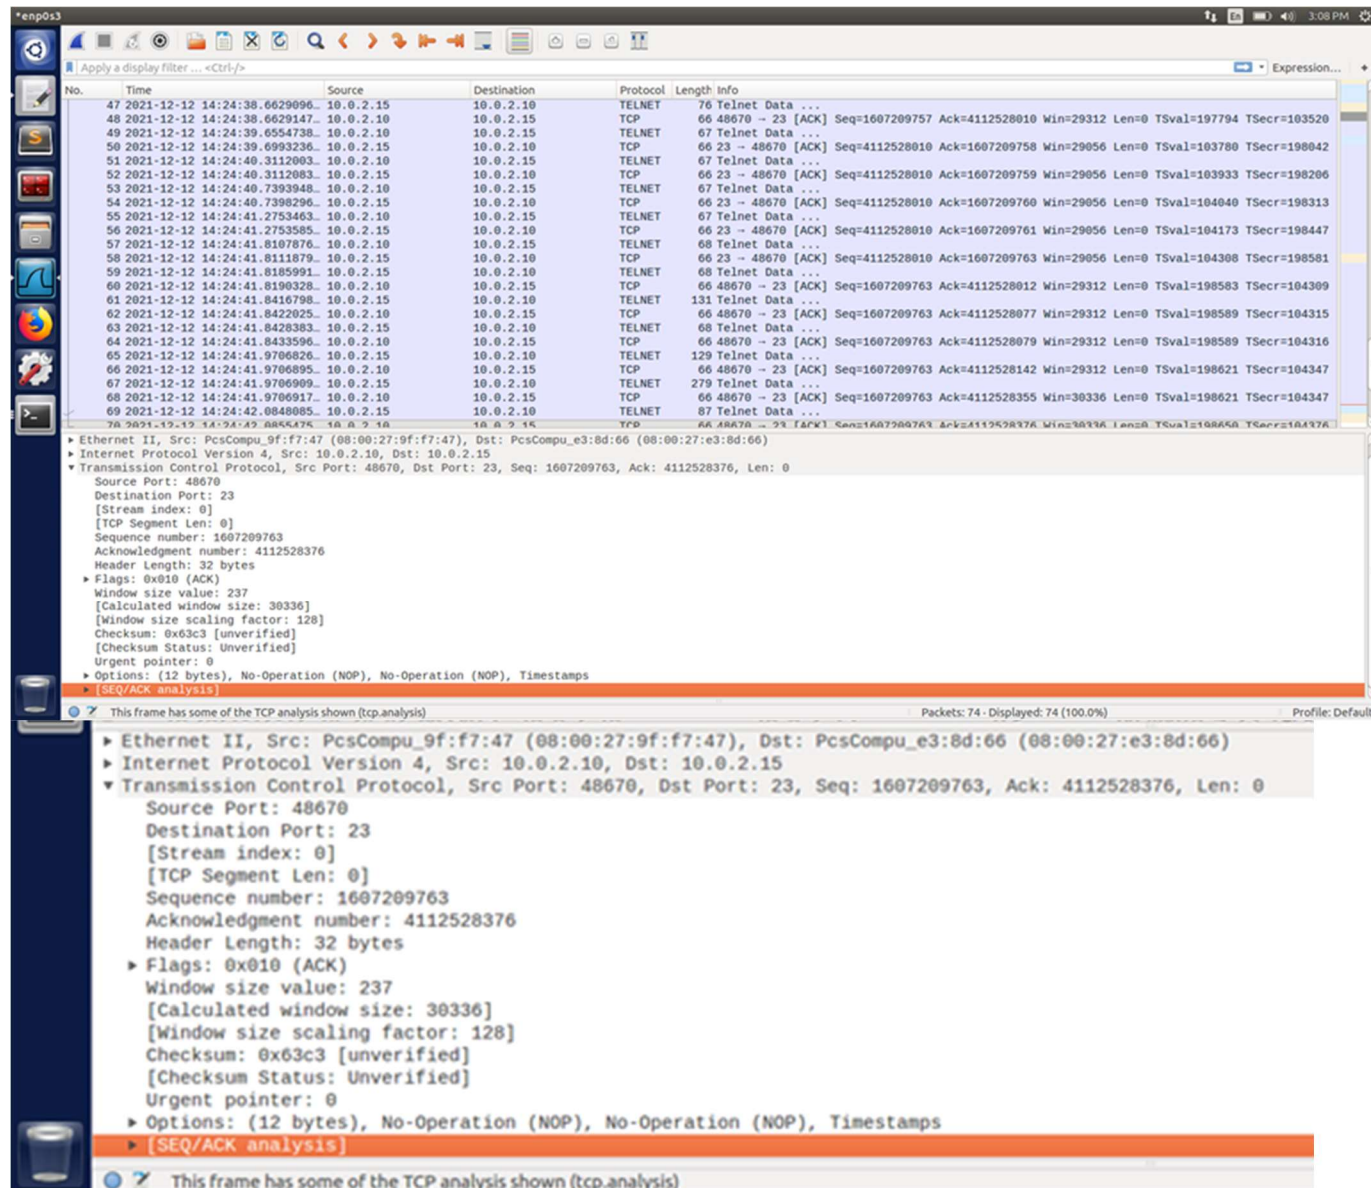 *enp0s3
En 3:08 PM
Apply a display filter ... <Ctrl-/> Expression... +
No. Time Source Destination Protocol Length Info
47 2021-12-12 14:24:38.6629096… 10.0.2.15 10.0.2.10 TELNET 76 Telnet Data ...
48 2021-12-12 14:24:38.6629147… 10.0.2.10 10.0.2.15 TCP 66 48670 → 23 [ACK] Seq=1607209757 Ack=4112528010 Win=29312 Len=0 TSval=197794 TSecr=103520
49 2021-12-12 14:24:39.6554738… 10.0.2.10 10.0.2.15 TELNET 67 Telnet Data ...
50 2021-12-12 14:24:39.6993236… 10.0.2.15 10.0.2.10 TCP 66 23 → 48670 [ACK] Seq=4112528010 Ack=1607209758 Win=29056 Len=0 TSval=103780 TSecr=198042
51 2021-12-12 14:24:40.3112003… 10.0.2.10 10.0.2.15 TELNET 67 Telnet Data ...
52 2021-12-12 14:24:40.3112083… 10.0.2.15 10.0.2.10 TCP 66 23 → 48670 [ACK] Seq=4112528010 Ack=1607209759 Win=29056 Len=0 TSval=103933 TSecr=198206
53 2021-12-12 14:24:40.7393948… 10.0.2.10 10.0.2.15 TELNET 67 Telnet Data ...
54 2021-12-12 14:24:40.7398296… 10.0.2.15 10.0.2.10 TCP 66 23 → 48670 [ACK] Seq=4112528010 Ack=1607209760 Win=29056 Len=0 TSval=104040 TSecr=198313
55 2021-12-12 14:24:41.2753463… 10.0.2.10 10.0.2.15 TELNET 67 Telnet Data ...
56 2021-12-12 14:24:41.2753585… 10.0.2.15 10.0.2.10 TCP 66 23 → 48670 [ACK] Seq=4112528010 Ack=1607209761 Win=29056 Len=0 TSval=104173 TSecr=198447
57 2021-12-12 14:24:41.8107876… 10.0.2.10 10.0.2.15 TELNET 68 Telnet Data ...
58 2021-12-12 14:24:41.8111879… 10.0.2.15 10.0.2.10 TCP 66 23 → 48670 [ACK] Seq=4112528010 Ack=1607209763 Win=29056 Len=0 TSval=104308 TSecr=198581
59 2021-12-12 14:24:41.8185991… 10.0.2.15 10.0.2.10 TELNET 68 Telnet Data ...
60 2021-12-12 14:24:41.8190328… 10.0.2.10 10.0.2.15 TCP 66 48670 → 23 [ACK] Seq=1607209763 Ack=4112528012 Win=29312 Len=0 TSval=198583 TSecr=104309
61 2021-12-12 14:24:41.8416798… 10.0.2.15 10.0.2.10 TELNET 131 Telnet Data ...
62 2021-12-12 14:24:41.8422025… 10.0.2.10 10.0.2.15 TCP 66 48670 → 23 [ACK] Seq=1607209763 Ack=4112528077 Win=29312 Len=0 TSval=198589 TSecr=104315
63 2021-12-12 14:24:41.8428383… 10.0.2.15 10.0.2.10 TELNET 68 Telnet Data ...
64 2021-12-12 14:24:41.8433596… 10.0.2.10 10.0.2.15 TCP 66 48670 → 23 [ACK] Seq=1607209763 Ack=4112528079 Win=29312 Len=0 TSval=198589 TSecr=104316
65 2021-12-12 14:24:41.9706826… 10.0.2.15 10.0.2.10 TELNET 129 Telnet Data ...
66 2021-12-12 14:24:41.9706895… 10.0.2.10 10.0.2.15 TCP 66 48670 → 23 [ACK] Seq=1607209763 Ack=4112528142 Win=29312 Len=0 TSval=198621 TSecr=104347
67 2021-12-12 14:24:41.9706909… 10.0.2.15 10.0.2.10 TELNET 279 Telnet Data ...
68 2021-12-12 14:24:41.9706917… 10.0.2.10 10.0.2.15 TCP 66 48670 → 23 [ACK] Seq=1607209763 Ack=4112528355 Win=30336 Len=0 TSval=198621 TSecr=104347
69 2021-12-12 14:24:42.0848085… 10.0.2.15 10.0.2.10 TELNET 87 Telnet Data ...
70 2021-12-12 14:24:42.0855475… 10.0.2.10 10.0.2.15 TCP 66 48670 → 23 [ACK] Seq=1607209763 Ack=4112528376 Win=30336 Len=0 TSval=198650 TSecr=104376
Ethernet II, Src: PcsCompu_9f:f7:47 (08:00:27:9f:f7:47), Dst: PcsCompu_e3:8d:66 (08:00:27:e3:8d:66)
Internet Protocol Version 4, Src: 10.0.2.10, Dst: 10.0.2.15
Transmission Control Protocol, Src Port: 48670, Dst Port: 23, Seq: 1607209763, Ack: 4112528376, Len: 0
Source Port: 48670
Destination Port: 23
[Stream index: 0]
[TCP Segment Len: 0]
Sequence number: 1607209763
Acknowledgment number: 4112528376
Header Length: 32 bytes
Flags: 0x010 (ACK)
Window size value: 237
[Calculated window size: 30336]
[Window size scaling factor: 128]
Checksum: 0x63c3 [unverified]
[Checksum Status: Unverified]
Urgent pointer: 0
Options: (12 bytes), No-Operation (NOP), No-Operation (NOP), Timestamps
[SEQ/ACK analysis]
This frame has some of the TCP analysis shown (tcp.analysis) Packets: 74 · Displayed: 74 (100.0%) Profile: Default
Ethernet II, Src: PcsCompu_9f:f7:47 (08:00:27:9f:f7:47), Dst: PcsCompu_e3:8d:66 (08:00:27:e3:8d:66)
Internet Protocol Version 4, Src: 10.0.2.10, Dst: 10.0.2.15
Transmission Control Protocol, Src Port: 48670, Dst Port: 23, Seq: 1607209763, Ack: 4112528376, Len: 0
Source Port: 48670
Destination Port: 23
[Stream index: 0]
[TCP Segment Len: 0]
Sequence number: 1607209763
Acknowledgment number: 4112528376
Header Length: 32 bytes
Flags: 0x010 (ACK)
Window size value: 237
[Calculated window size: 30336]
[Window size scaling factor: 128]
Checksum: 0x63c3 [unverified]
[Checksum Status: Unverified]
Urgent pointer: 0
Options: (12 bytes), No-Operation (NOP), No-Operation (NOP), Timestamps
[SEQ/ACK analysis]
This frame has some of the TCP analysis shown (tcp.analysis)